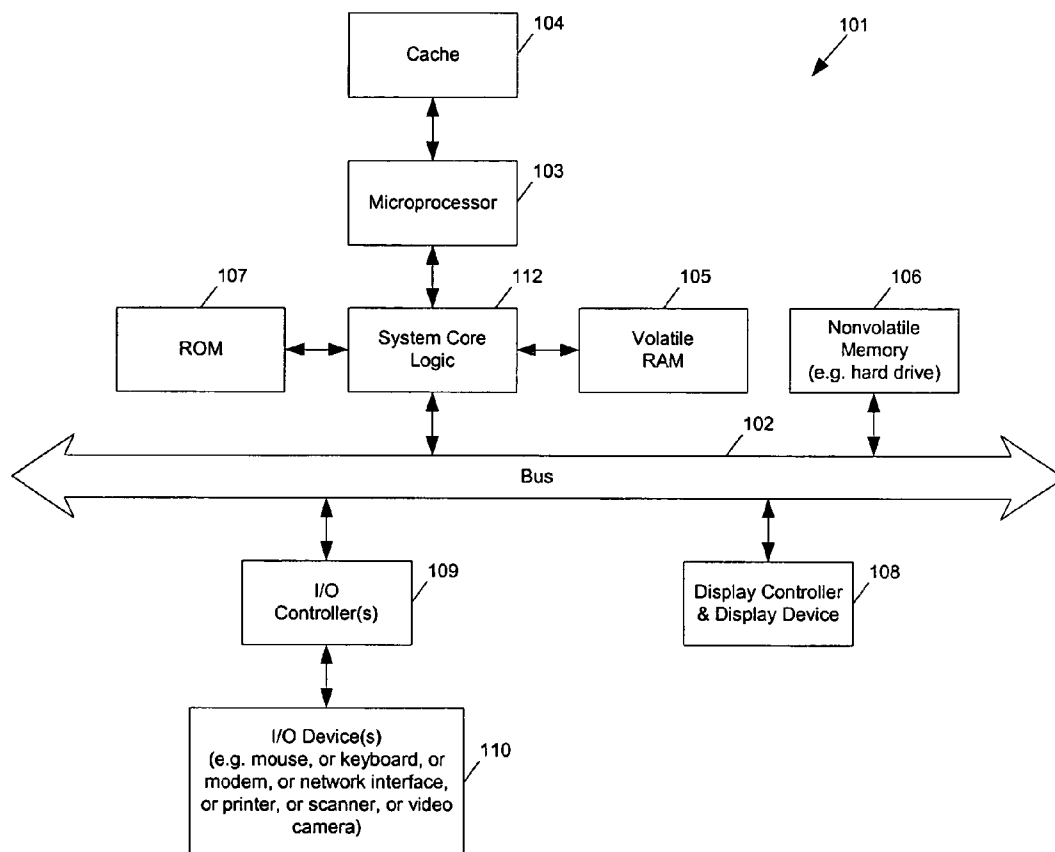 104
Cache
101
103
Microprocessor
107
112
105
106
ROM
System Core
Logic
Volatile
RAM
Nonvolatile
Memory
(e.g. hard drive)
102
Bus
109
I/O
Controller(s)
108
Display Controller
& Display Device
I/O Device(s)
(e.g. mouse, or keyboard, or
modem, or network interface,
or printer, or scanner, or video
camera)
110